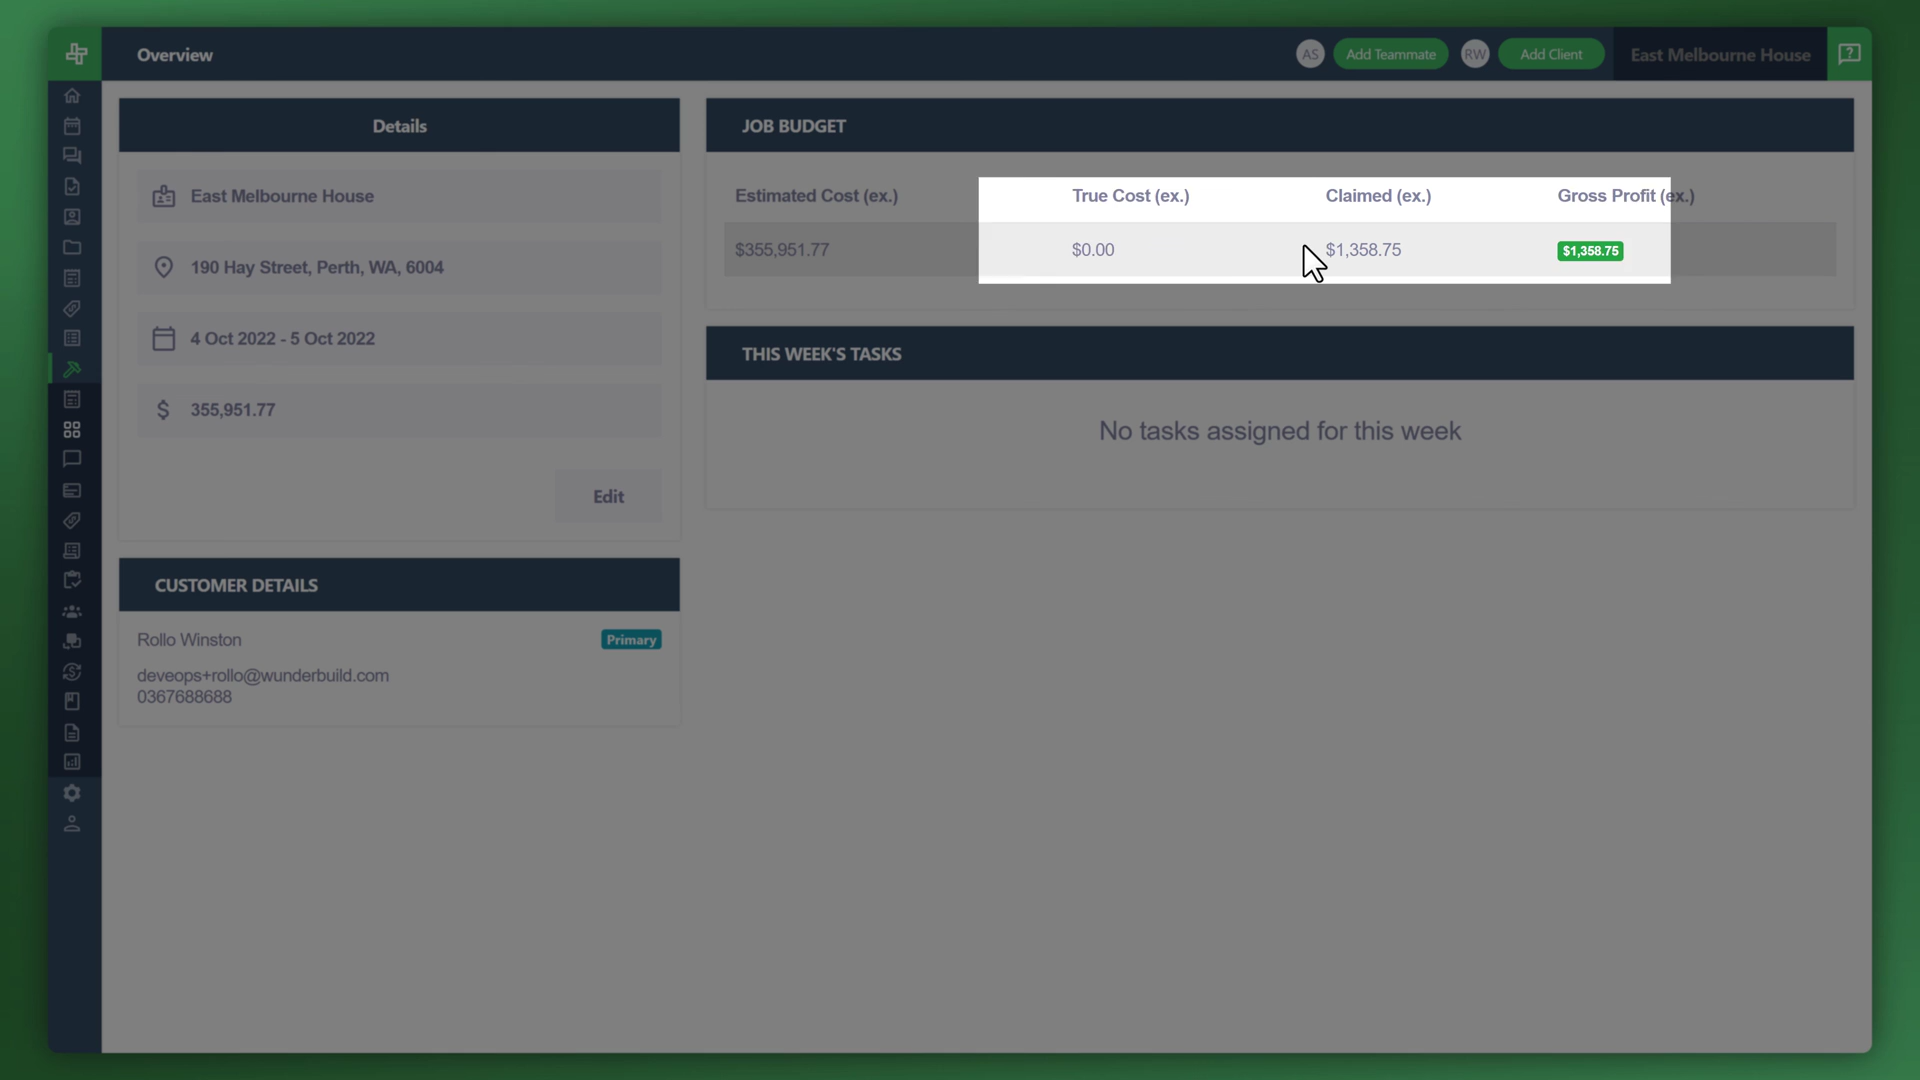 Overview
AS
Add Teammate
RW
Add Client
East Melbourne House
Details
East Melbourne House
190 Hay Street, Perth, WA, 6004
4 Oct 2022 - 5 Oct 2022
$ 355,951.77
Edit
CUSTOMER DETAILS
Rollo Winston
Primary
deveops+rollo@wunderbuild.com
0367688688
JOB BUDGET
Estimated Cost (ex.) True Cost (ex.) Claimed (ex.) Gross Profit (ex.)
$355,951.77 $0.00 $1,358.75 $1,358.75
THIS WEEK'S TASKS
No tasks assigned for this week